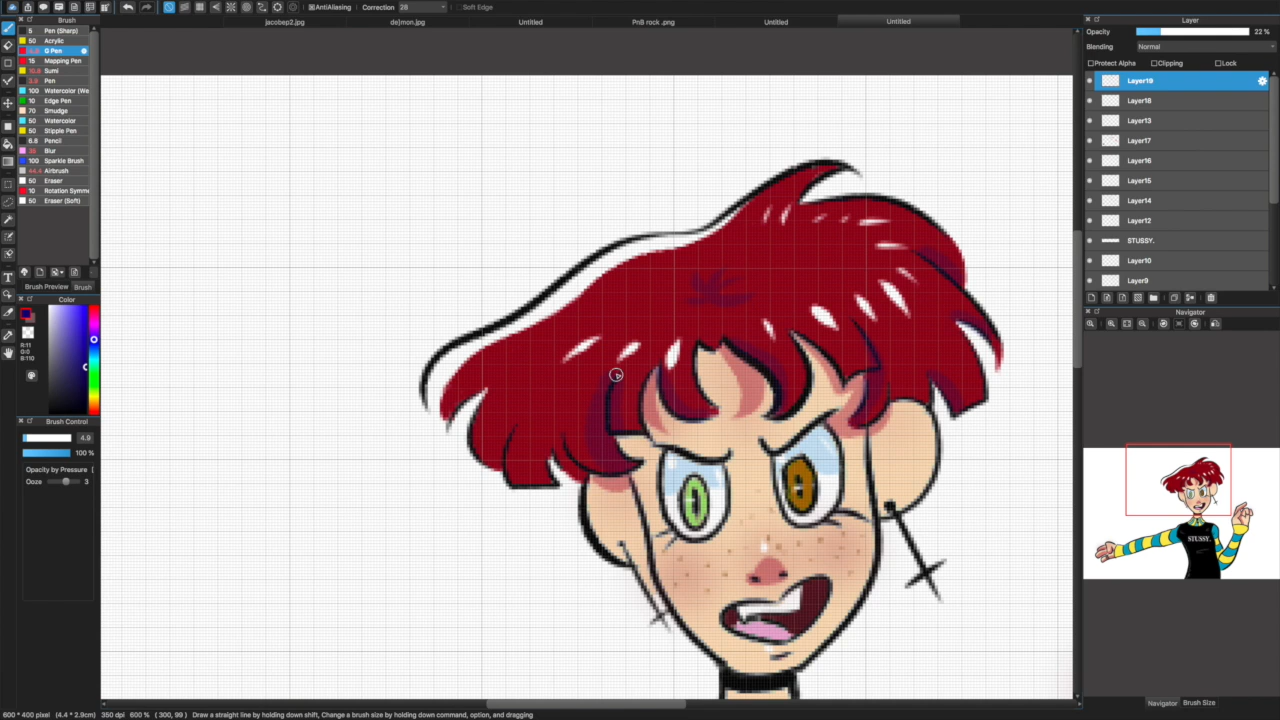 AntiAliasing
Correction
28
Soft Edge
jacobep2.jpg
de]mon.jpg
Untitled
PnB rock .png
Untitled
Untitled
Brush
5 Pen (Sharp)
50 Acrylic
G Pen
15 Mapping Pen
10.8 Sumi
3.9 Pen
100 Watercolor (We
10 Edge Pen
70 Smudge
50 Watercolor
50 Stipple Pen
6.8 Pencil
Blur
100 Sparkle Brush
44.4 Airbrush
50 Eraser
10 Rotation Symme
50 Eraser (Soft)
Brush Preview
Brush
Color
R:11
G:0
B:110
Brush Control
4.9
100 %
Opacity by Pressure [
Ooze
3
Layer
Opacity
22 %
Blending
Normal
Protect Alpha
Clipping
Lock
Layer19
Layer18
Layer13
Layer17
Layer16
Layer15
Layer14
Layer12
STUSSY.
Layer10
Layer9
Navigator
STUSSY.
Navigator
Brush Size
600 * 400 pixel (4.4 * 2.9cm) 350 dpi 600 % ( 300, 99 ) Draw a straight line by holding down shift, Change a brush size by holding down command, option, and dragging